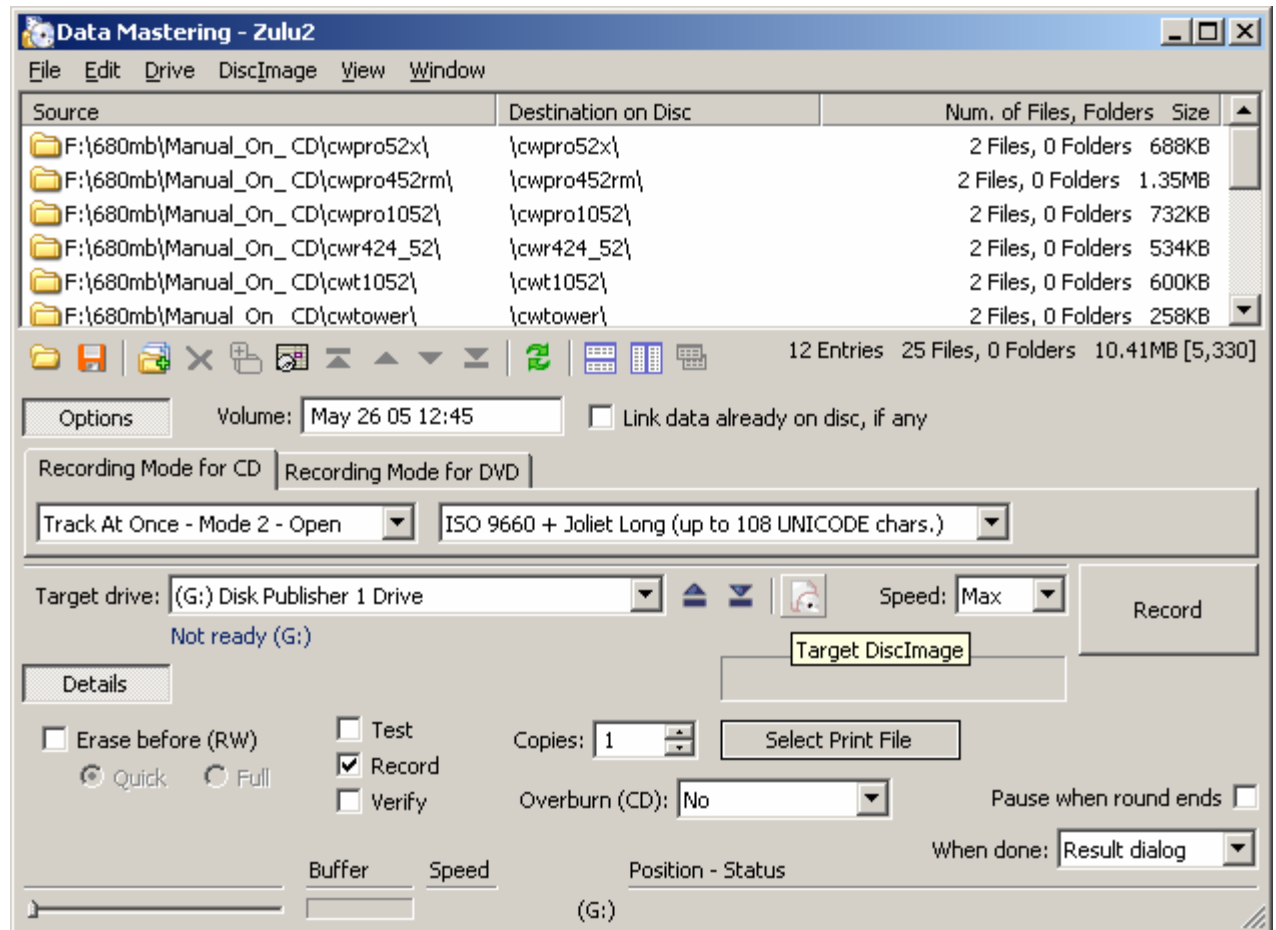 Data Mastering - Zulu2
File Edit Drive DiscImage View Window
Source Destination on Disc Num. of Files, Folders Size
F:\680mb\Manual_On_ CD\cwpro52x\ \cwpro52x\ 2 Files, 0 Folders 688KB
F:\680mb\Manual_On_ CD\cwpro452rm\ \cwpro452rm\ 2 Files, 0 Folders 1.35MB
F:\680mb\Manual_On_ CD\cwpro1052\ \cwpro1052\ 2 Files, 0 Folders 732KB
F:\680mb\Manual_On_ CD\cwr424_52\ \cwr424_52\ 2 Files, 0 Folders 534KB
F:\680mb\Manual_On_ CD\cwt1052\ \cwt1052\ 2 Files, 0 Folders 600KB
F:\680mb\Manual On CD\cwtower\ \cwtower\ 2 Files, 0 Folders 258KB
12 Entries 25 Files, 0 Folders 10.41MB [5,330]
Options Volume: May 26 05 12:45 Link data already on disc, if any
Recording Mode for CD Recording Mode for DVD
Track At Once - Mode 2 - Open ISO 9660 + Joliet Long (up to 108 UNICODE chars.)
Target drive: (G:) Disk Publisher 1 Drive Speed: Max Record
Not ready (G:)
Target DiscImage
Details
Erase before (RW) Test Copies: 1 Select Print File
Quick Full Record
Verify Overburn (CD): No Pause when round ends
When done: Result dialog
Buffer Speed Position - Status
(G:)